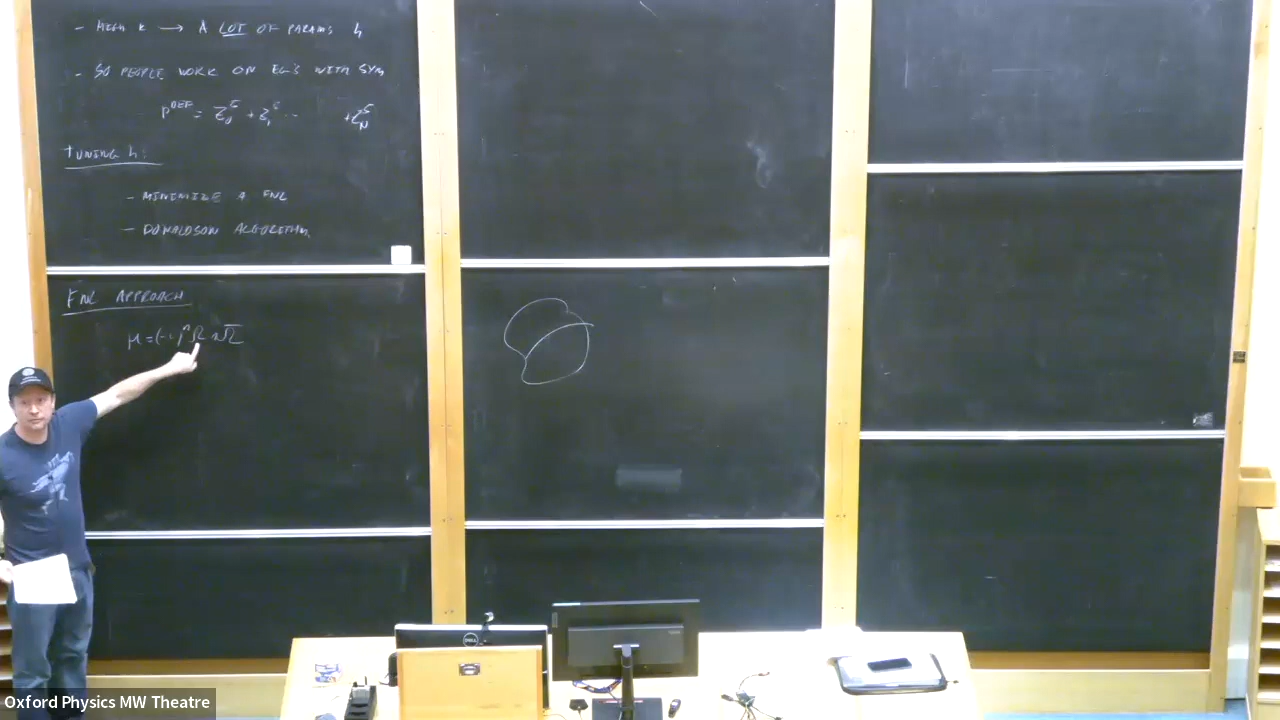 - HIGH K → A LOT OF PARAMS h
- SO PEOPLE WORK ON EG'S WITH SYM
P^DEF = Z_0^5 + Z_1^5 ... + Z_N^5
TUNING h:
- MINIMIZE A FNL
- DONALDSON ALGORITHM
FNL APPROACH
μ = (-i)^n Ω ∧ Ω̄
DELL
Oxford Physics MW Theatre